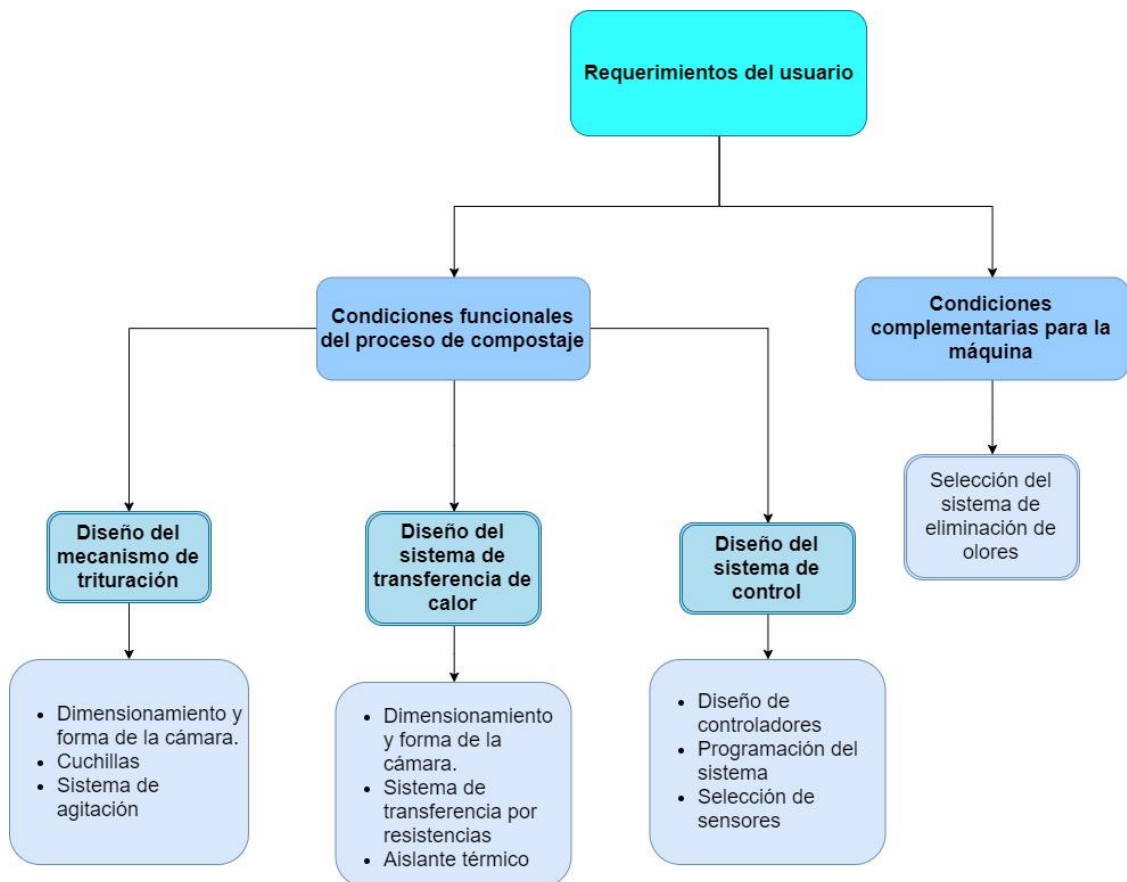 Requerimientos del usuario
Condiciones funcionales
del proceso de compostaje
Condiciones
complementarias para la
máquina
Diseño del
mecanismo de
trituración
Diseño del
sistema de
transferencia de
calor
Diseño del
sistema de
control
Selección del
sistema de
eliminación de
olores
• Dimensionamiento y
forma de la cámara.
• Cuchillas
• Sistema de
agitación
• Dimensionamiento
y forma de la
cámara.
• Sistema de
transferencia por
resistencias
• Aislante térmico
• Diseño de
controladores
• Programación del
sistema
• Selección de
sensores